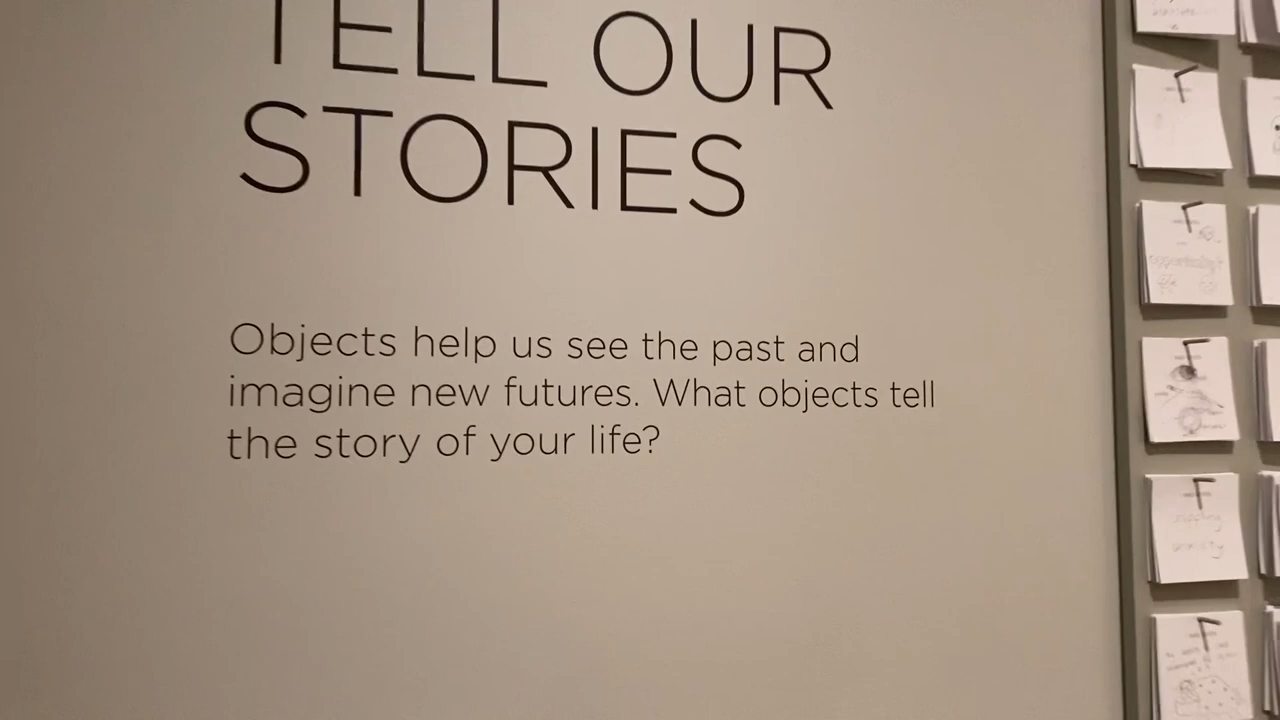 TELL OUR
STORIES
Objects help us see the past and
imagine new futures. What objects tell
the story of your life?